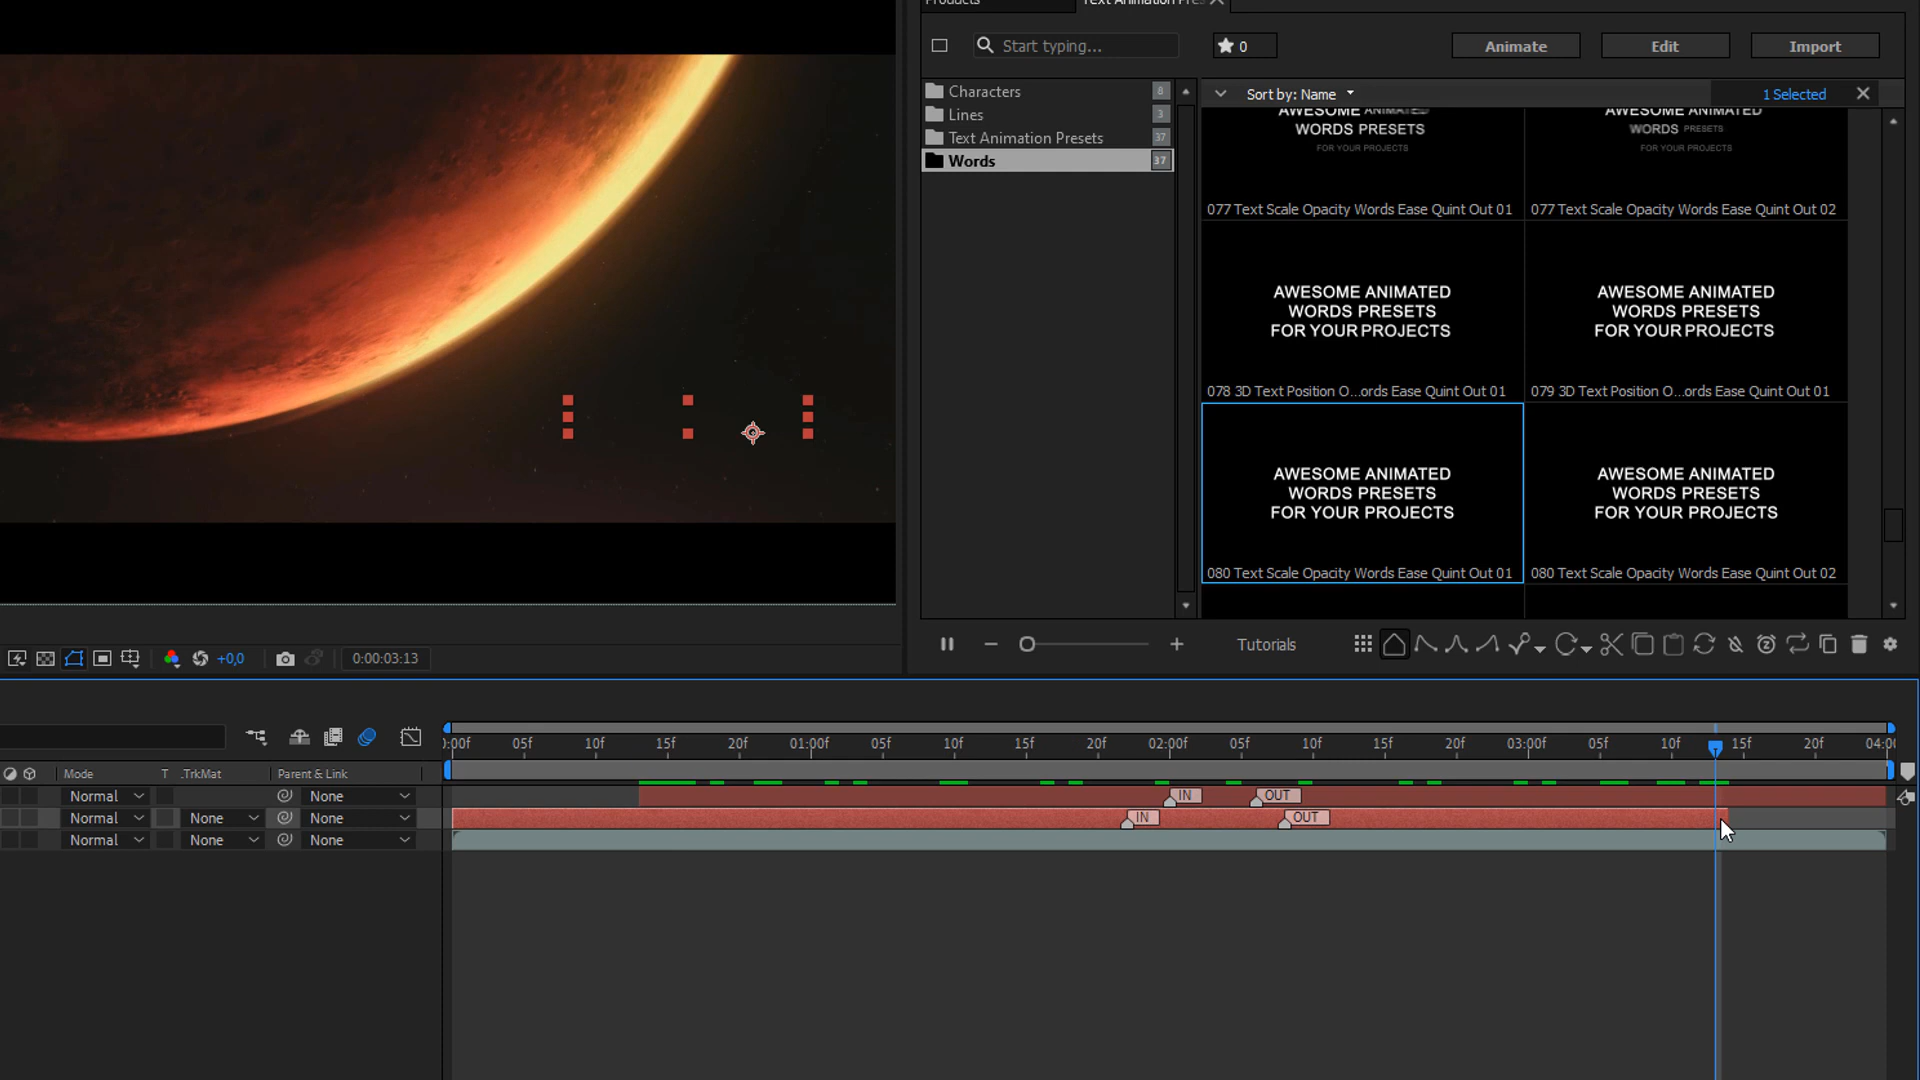 Products
Text Animation Pres
Start typing...
0
Animate
Edit
Import
Characters
8
Lines
3
Text Animation Presets
37
Words
37
Sort by: Name
1 Selected
AWESOME ANIMATED
WORDS PRESETS
FOR YOUR PROJECTS
AWESOME ANIMATED
WORDS PRESETS
FOR YOUR PROJECTS
077 Text Scale Opacity Words Ease Quint Out 01
077 Text Scale Opacity Words Ease Quint Out 02
AWESOME ANIMATED
WORDS PRESETS
FOR YOUR PROJECTS
AWESOME ANIMATED
WORDS PRESETS
FOR YOUR PROJECTS
078 3D Text Position O...ords Ease Quint Out 01
079 3D Text Position O...ords Ease Quint Out 01
AWESOME ANIMATED
WORDS PRESETS
FOR YOUR PROJECTS
AWESOME ANIMATED
WORDS PRESETS
FOR YOUR PROJECTS
080 Text Scale Opacity Words Ease Quint Out 01
080 Text Scale Opacity Words Ease Quint Out 02
Tutorials
+0,0
0:00:03:13
):00f 05f 10f 15f 20f 01:00f 05f 10f 15f 20f 02:00f 05f 10f 15f 20f 03:00f 05f 10f 15f 20f 04:00
Mode T .TrkMat Parent & Link
Normal None IN OUT
Normal None None IN OUT
Normal None None